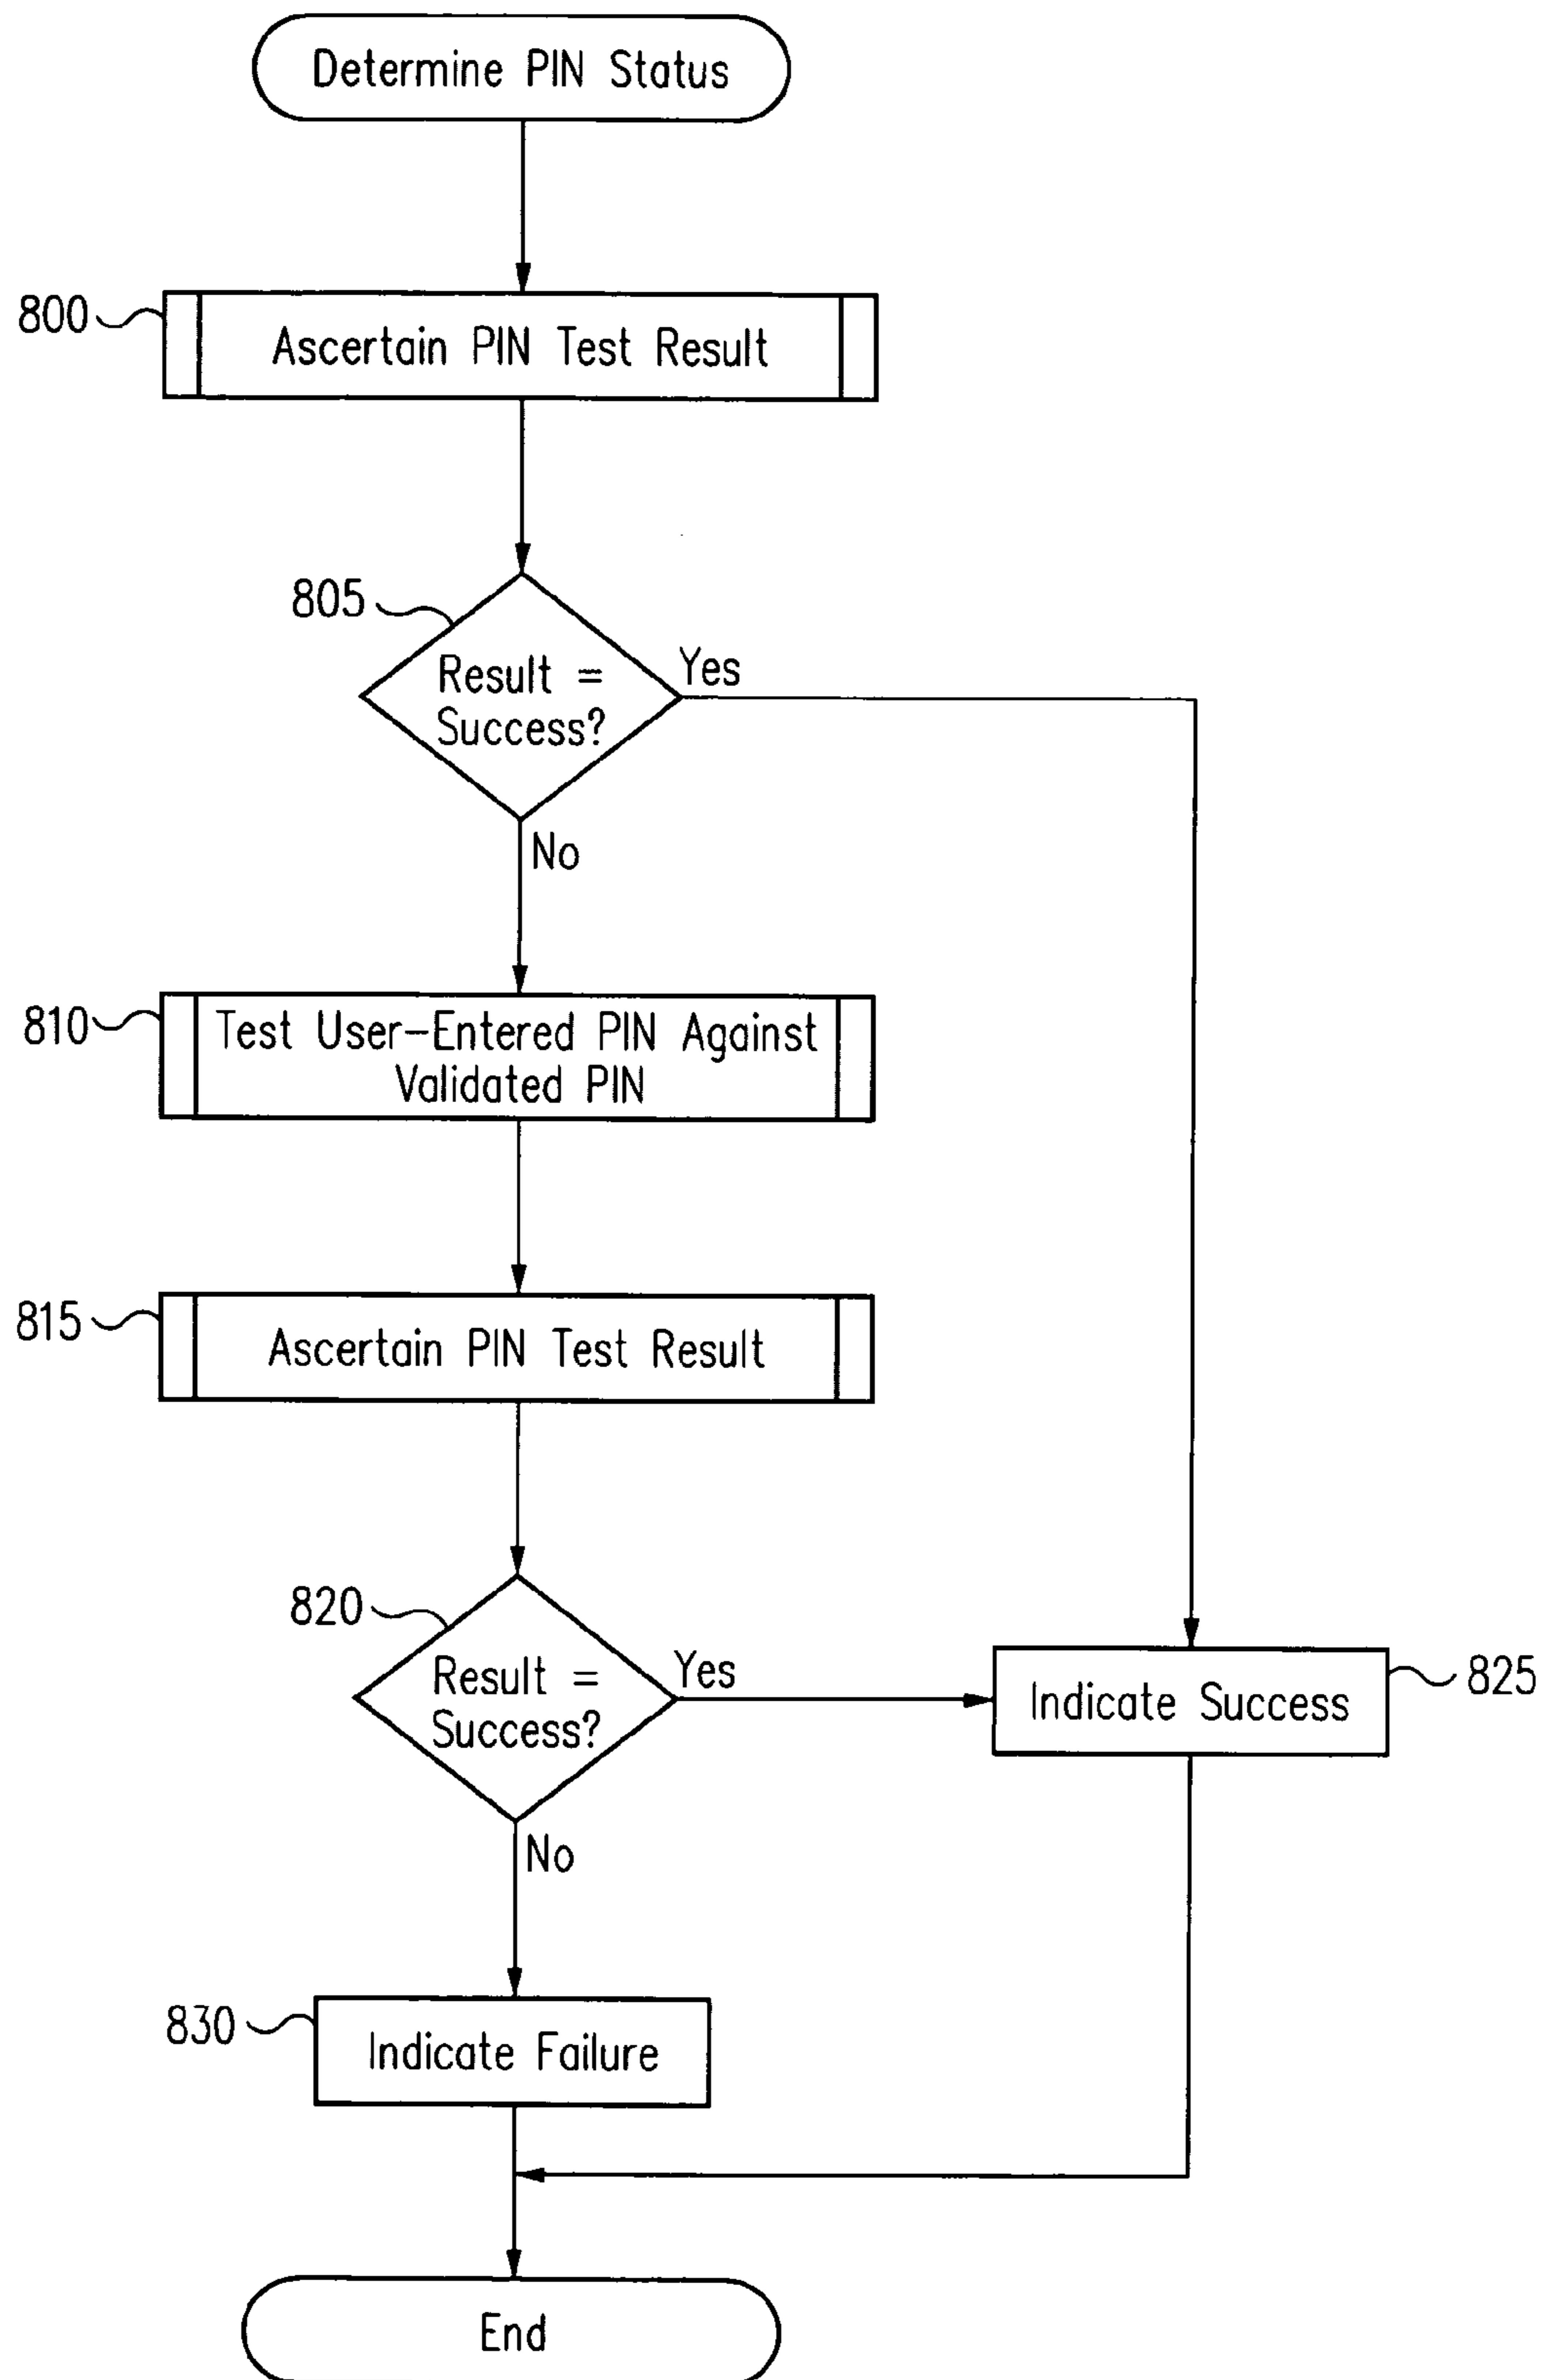 Determine PIN Status
800
Ascertain PIN Test Result
805
Result =
Success?
Yes
No
810
Test User-Entered PIN Against
Validated PIN
815
Ascertain PIN Test Result
820
Result =
Success?
Yes
Indicate Success
825
No
830
Indicate Failure
End